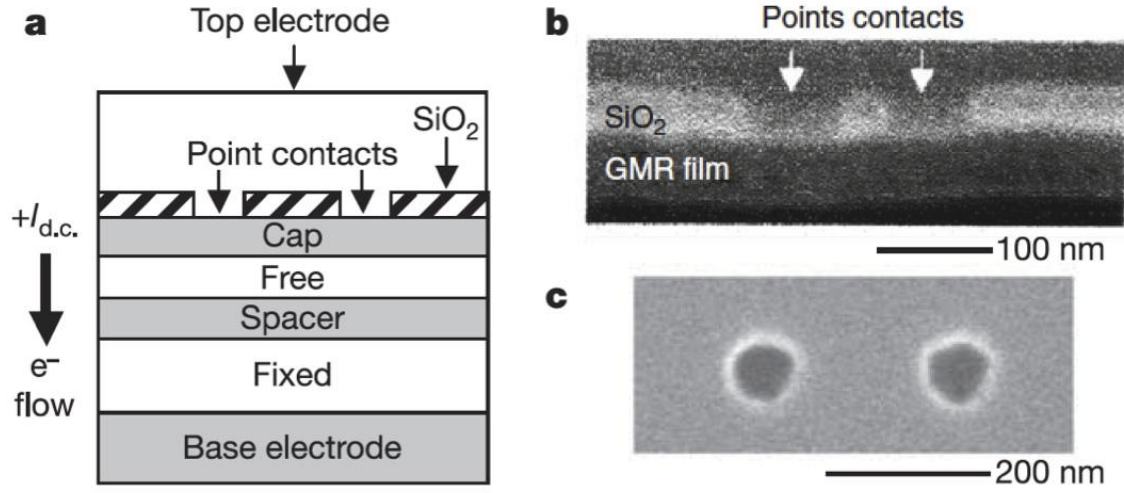 a
Top electrode
SiO₂
Point contacts
+I d.c.
e⁻
flow
Cap
Free
Spacer
Fixed
Base electrode
b
Points contacts
SiO₂
GMR film
100 nm
c
200 nm